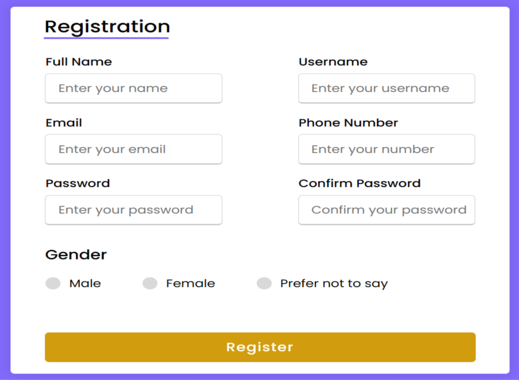 Registration
Full Name
Username
Enter your name
Enter your username
Email
Phone Number
Enter your email
Enter your number
Password
Confirm Password
Enter your password
Confirm your password
Gender
Male
Female
Prefer not to say
Register